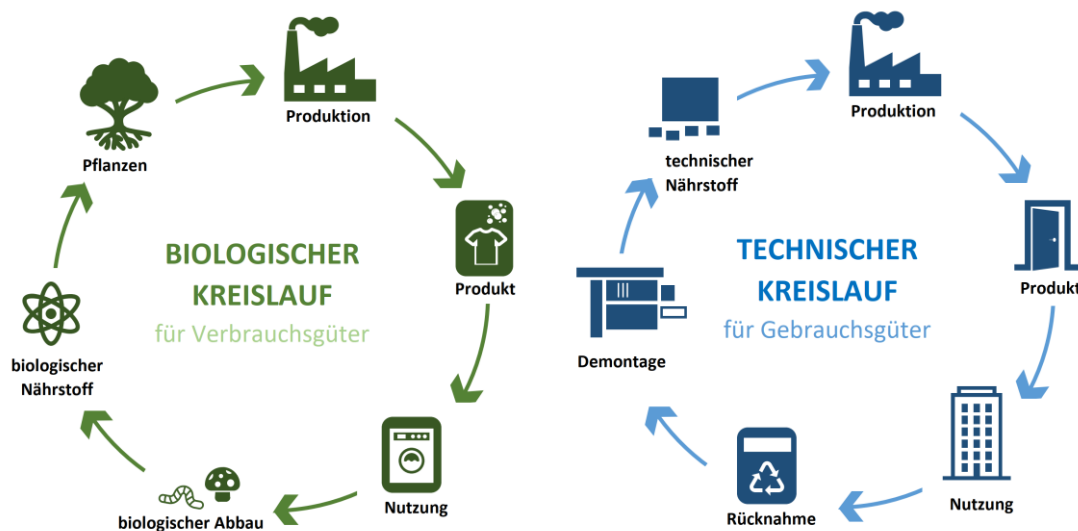 Produktion
Pflanzen
BIOLOGISCHER
KREISLAUF
für Verbrauchsgüter
Produkt
biologischer
Nährstoff
Nutzung
biologischer Abbau
Produktion
technischer
Nährstoff
TECHNISCHER
KREISLAUF
für Gebrauchsgüter
Produkt
Demontage
Nutzung
Rücknahme